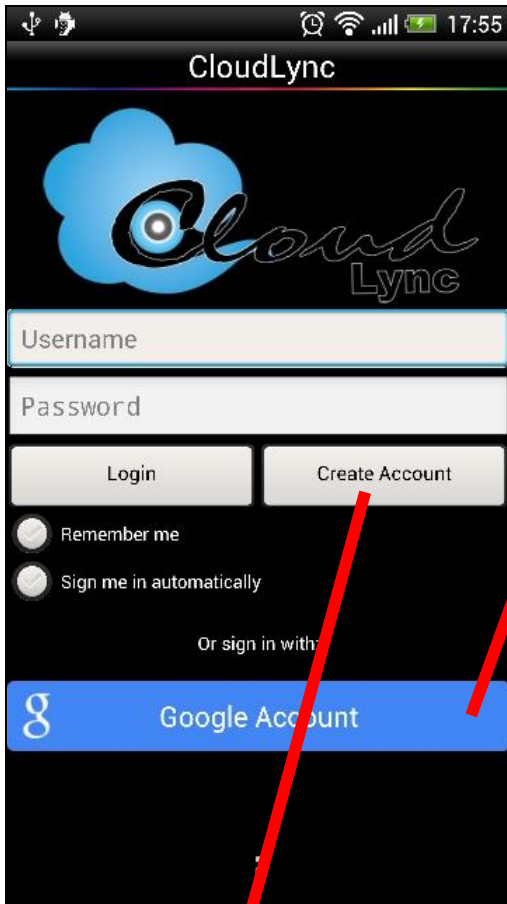 17:55
CloudLync
Cloud
Lync
Username
Password
Login Create Account
Remember me
Sign me in automatically
Or sign in with:
g Google Account